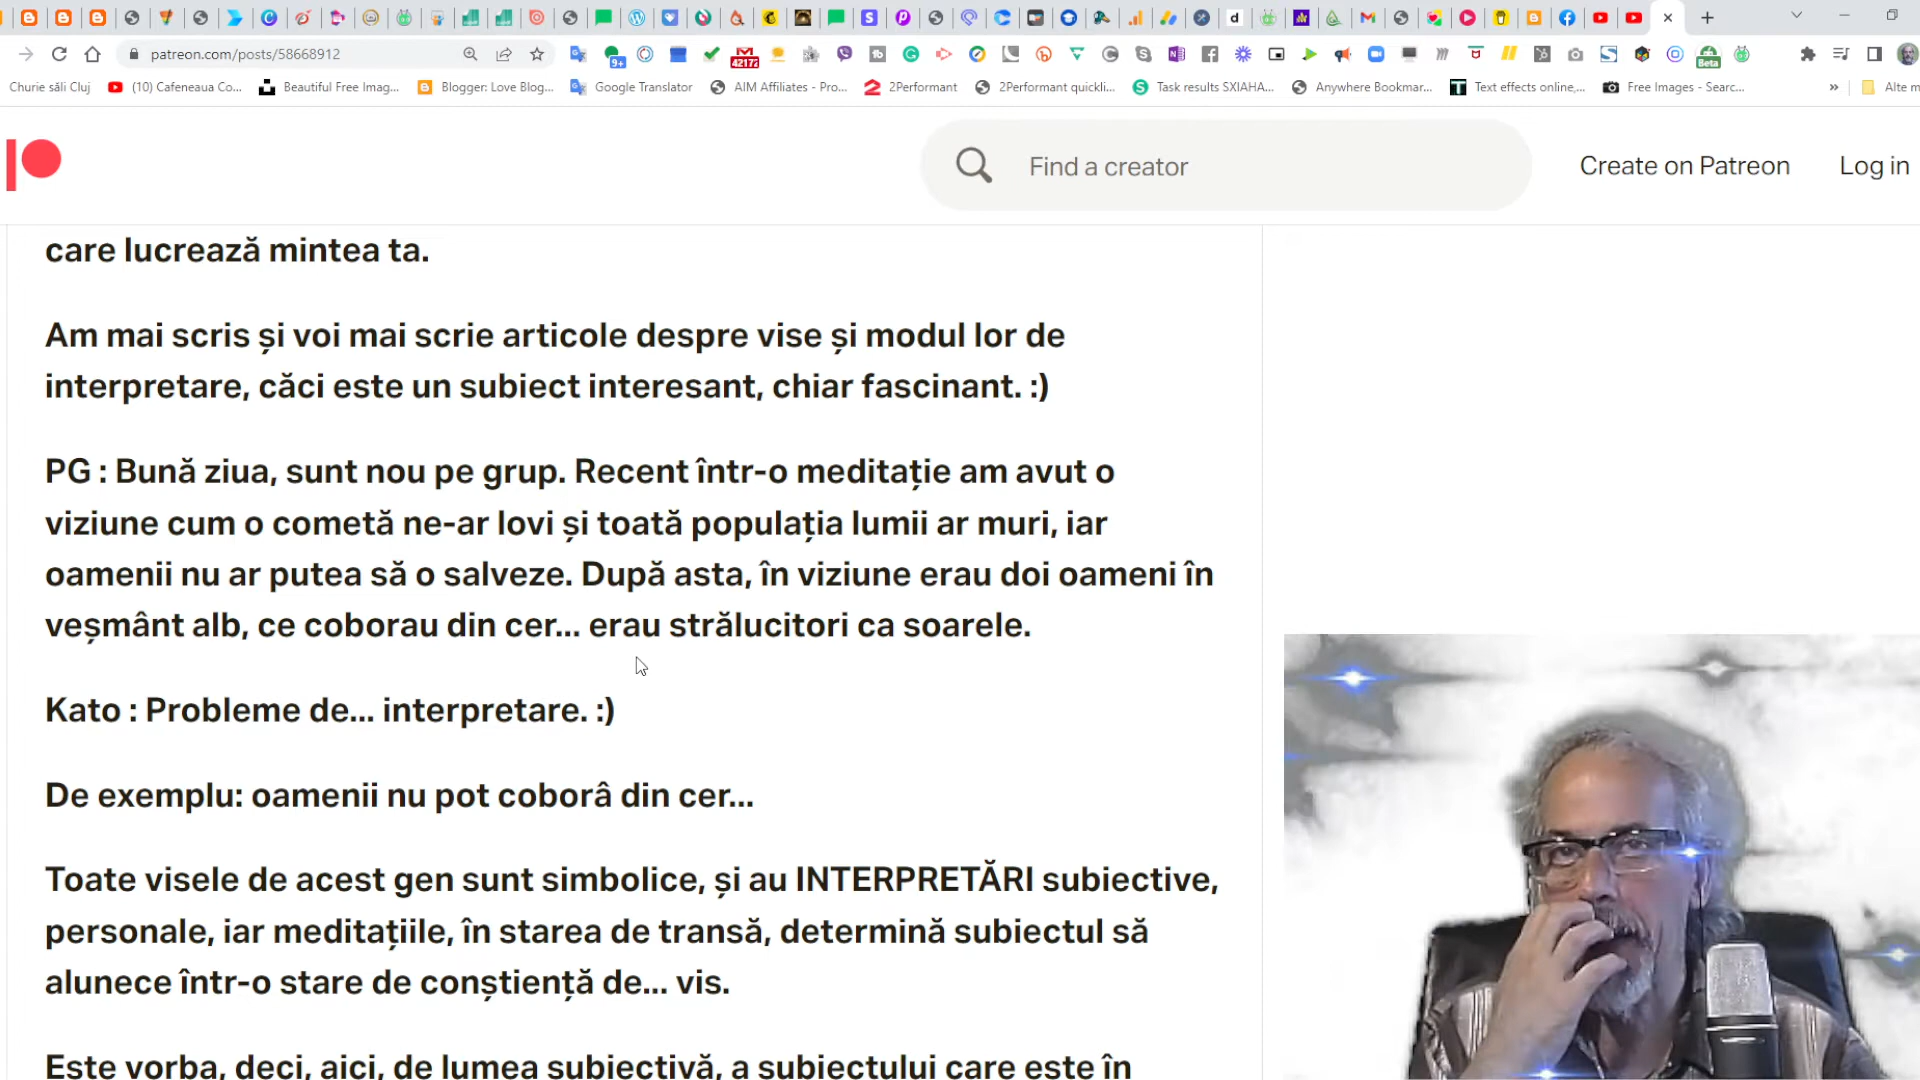 patreon.com/posts/58668912
9+
42172
Beta
Churie săli Cluj
(10) Cafeneaua Co...
Beautiful Free Imag...
Blogger: Love Blog...
Google Translator
AIM Affiliates - Pro...
2Performant
2Performant quickli...
Task results SXIAHA...
Anywhere Bookmar...
Text effects online,...
Free Images - Searc...
»
Alte m
Find a creator
Create on Patreon
Log in
care lucrează mintea ta.
Am mai scris și voi mai scrie articole despre vise și modul lor de
interpretare, căci este un subiect interesant, chiar fascinant. :)
PG : Bună ziua, sunt nou pe grup. Recent într-o meditație am avut o
viziune cum o cometă ne-ar lovi și toată populația lumii ar muri, iar
oamenii nu ar putea să o salveze. După asta, în viziune erau doi oameni în
veșmânt alb, ce coborau din cer... erau strălucitori ca soarele.
Kato : Probleme de... interpretare. :)
De exemplu: oamenii nu pot coborâ din cer...
Toate visele de acest gen sunt simbolice, și au INTERPRETĂRI subiective,
personale, iar meditațiile, în starea de transă, determină subiectul să
alunece într-o stare de conștiență de... vis.
Este vorba, deci, aici, de lumea subiectivă, a subiectului care este în